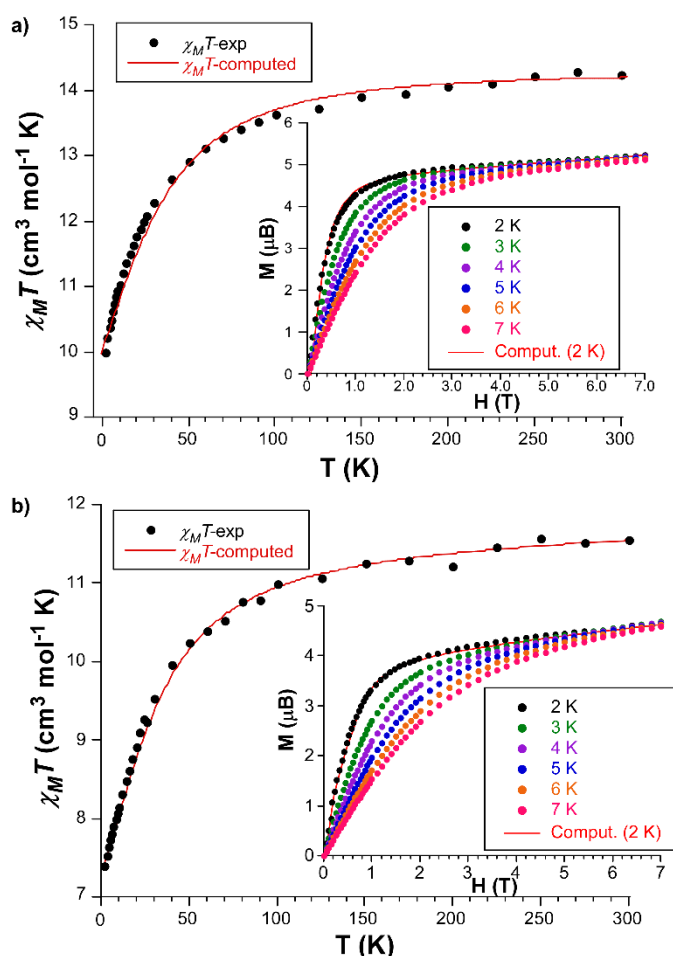 a)
χMT-exp
χMT-computed
χMT (cm3 mol-1 K)
15
14
13
12
11
10
9
0 50 100 150 200 250 300
T (K)
M (μB)
6
5
4
3
2
1
0
0.0 1.0 2.0 3.0 4.0 5.0 6.0 7.0
H (T)
2 K
3 K
4 K
5 K
6 K
7 K
Comput. (2 K)
b)
χMT-exp
χMT-computed
χMT (cm3 mol-1 K)
12
11
10
9
8
7
0 50 100 150 200 250 300
T (K)
M (μB)
5
4
3
2
1
0
0 1 2 3 4 5 6 7
H (T)
2 K
3 K
4 K
5 K
6 K
7 K
Comput. (2 K)